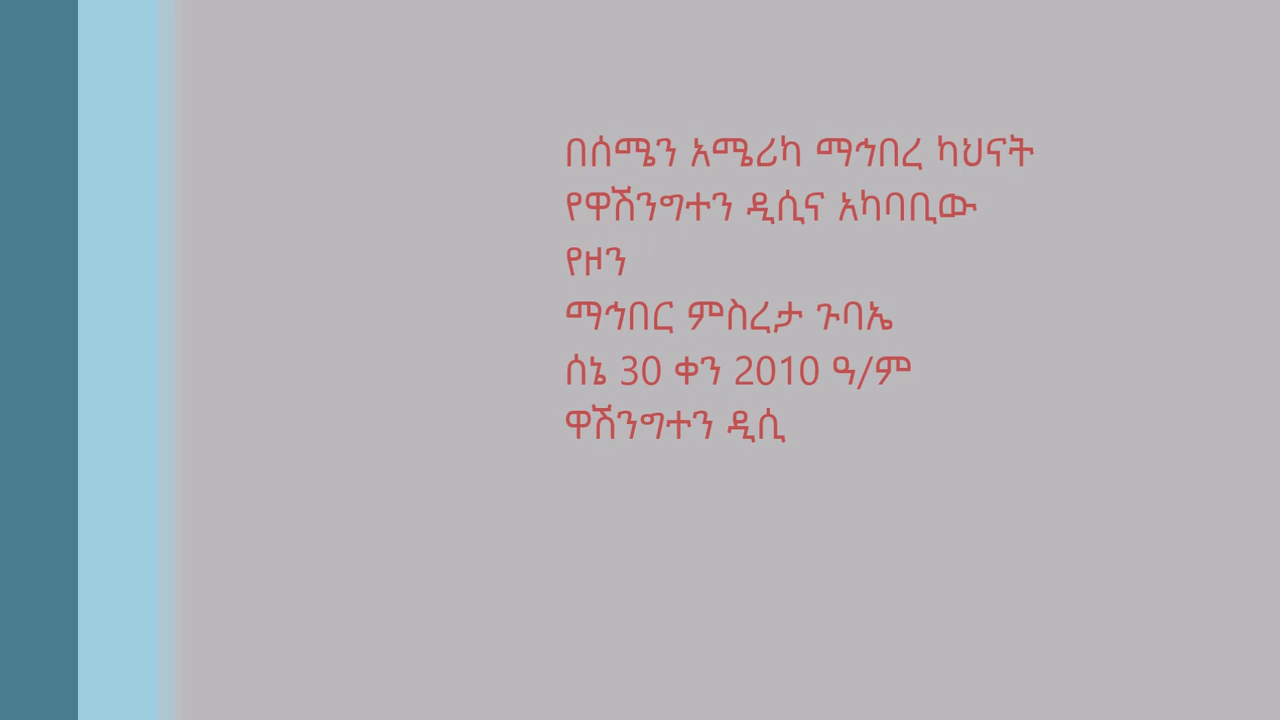 በሰሜን አሜሪካ ማኅበረ ካህናት
የዋሽንግተን ዲሲና አካባቢው
የዞን
ማኅበር ምስረታ ጉባኤ
ሰኔ 30 ቀን 2010 ዓ/ም
ዋሽንግተን ዲሲ